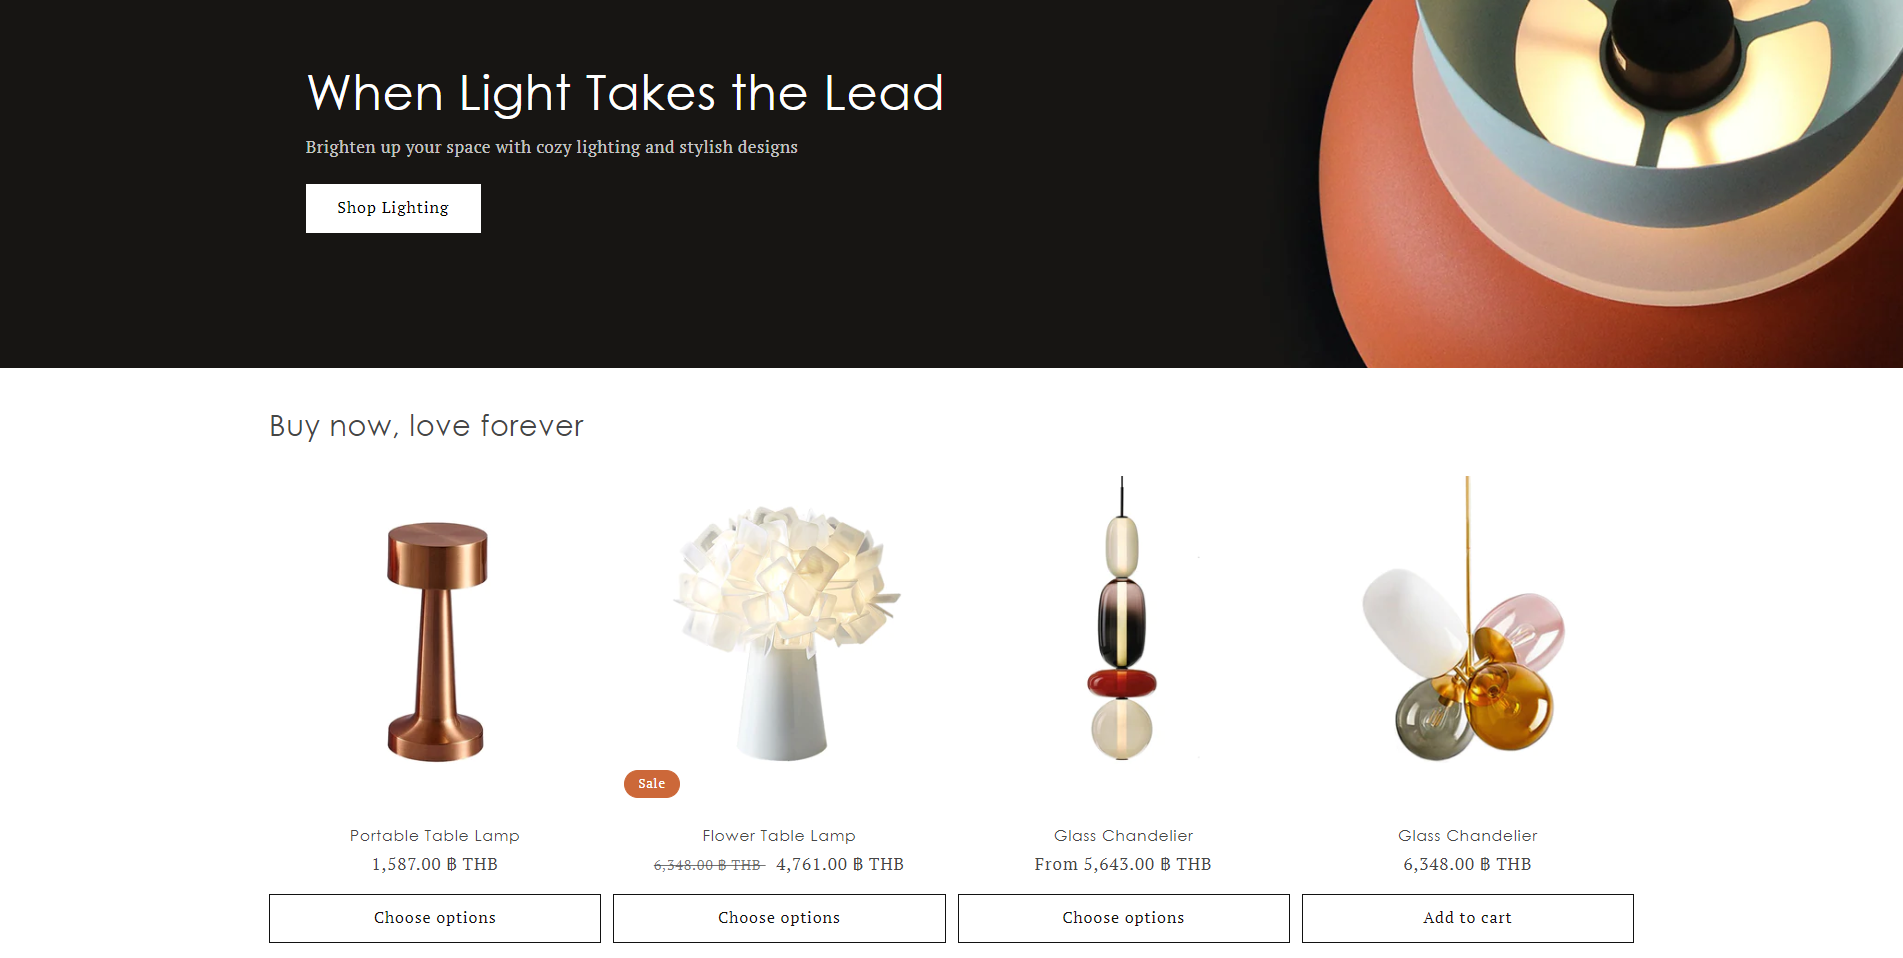 When Light Takes the Lead
Brighten up your space with cozy lighting and stylish designs
Shop Lighting
Buy now, love forever
Sale
Portable Table Lamp
1,587.00 ฿ THB
Choose options
Flower Table Lamp
6,348.00 ฿ THB 4,761.00 ฿ THB
Choose options
Glass Chandelier
From 5,643.00 ฿ THB
Choose options
Glass Chandelier
6,348.00 ฿ THB
Add to cart